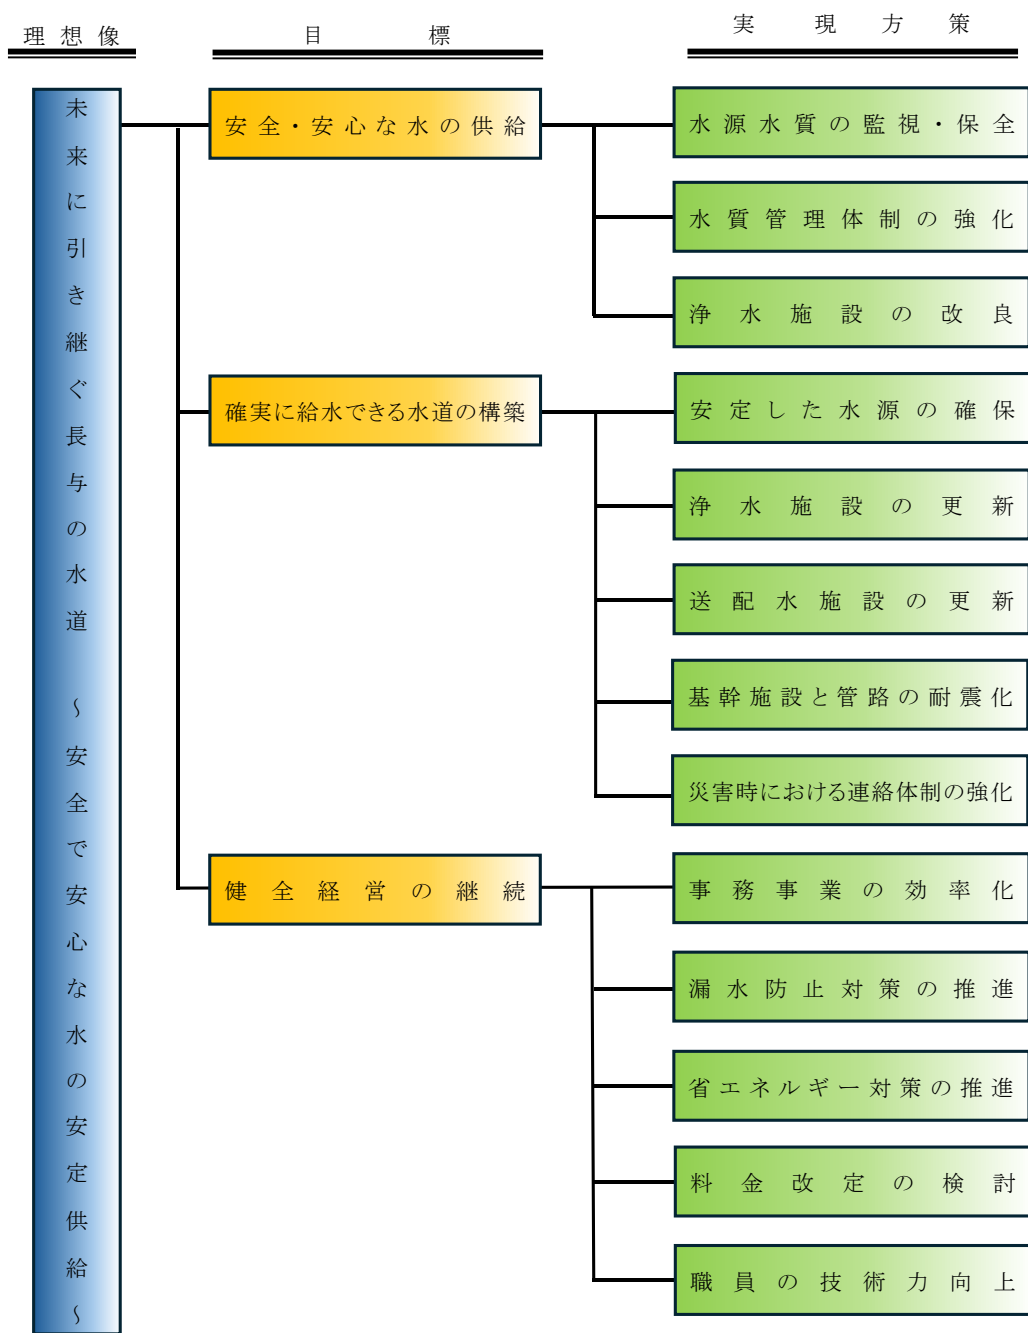 理想像
目標
実現方策
未来に引き継ぐ長与の水道 ～安全で安心な水の安定供給～
安全・安心な水の供給
水源水質の監視・保全
水質管理体制の強化
浄水施設の改良
確実に給水できる水道の構築
安定した水源の確保
浄水施設の更新
送配水施設の更新
基幹施設と管路の耐震化
災害時における連絡体制の強化
健全経営の継続
事務事業の効率化
漏水防止対策の推進
省エネルギー対策の推進
料金改定の検討
職員の技術力向上